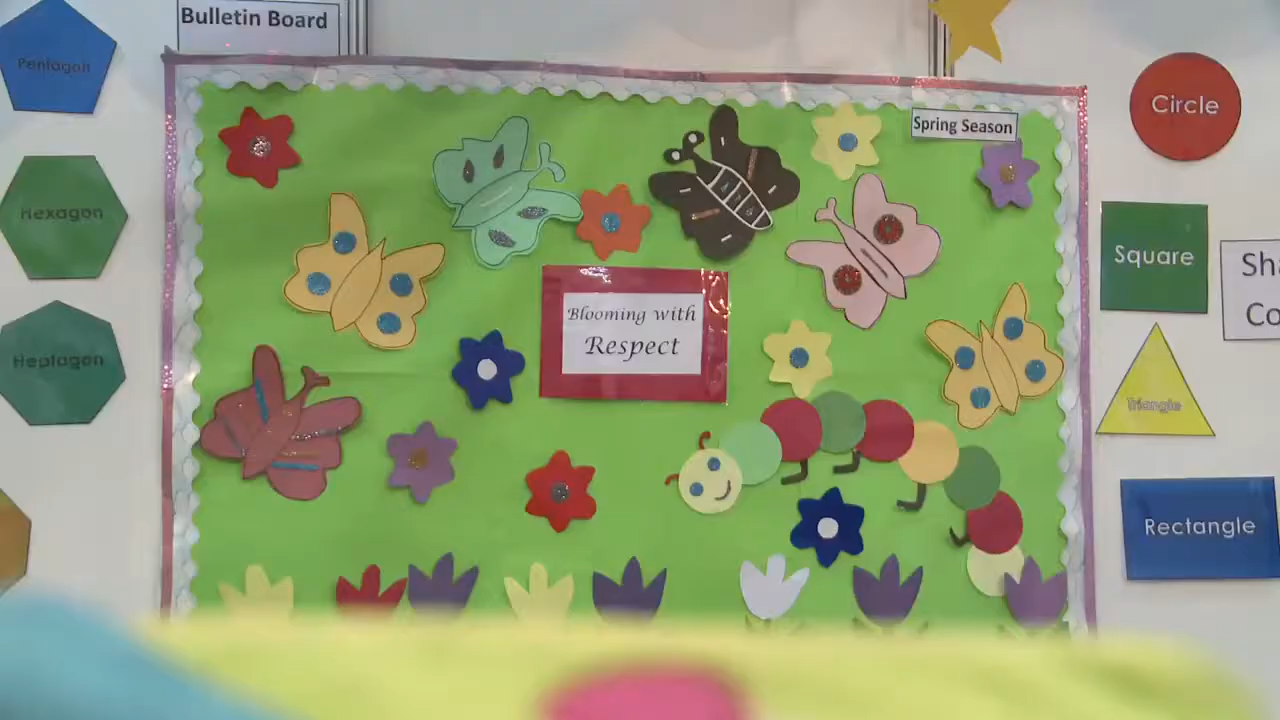 Bulletin Board
Pentagon
Hexagon
Heptagon
Spring Season
Blooming with
Respect
Circle
Square
Triangle
Rectangle